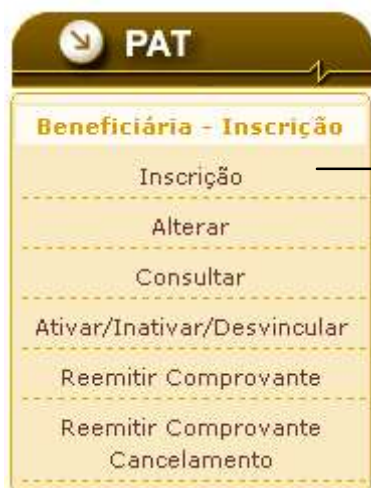 PAT
Beneficiária - Inscrição
Inscrição
Alterar
Consultar
Ativar/Inativar/Desvincular
Reemitir Comprovante
Reemitir Comprovante
Cancelamento